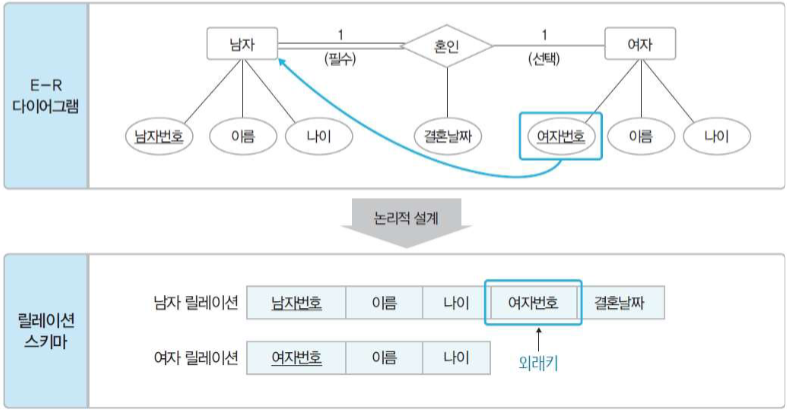 E-R
다이어그램
남자
1
(필수)
혼인
1
(선택)
여자
남자번호
이름
나이
결혼날짜
여자번호
이름
나이
논리적 설계
릴레이션
스키마
남자 릴레이션 남자번호 이름 나이 여자번호 결혼날짜
여자 릴레이션 여자번호 이름 나이
외래키